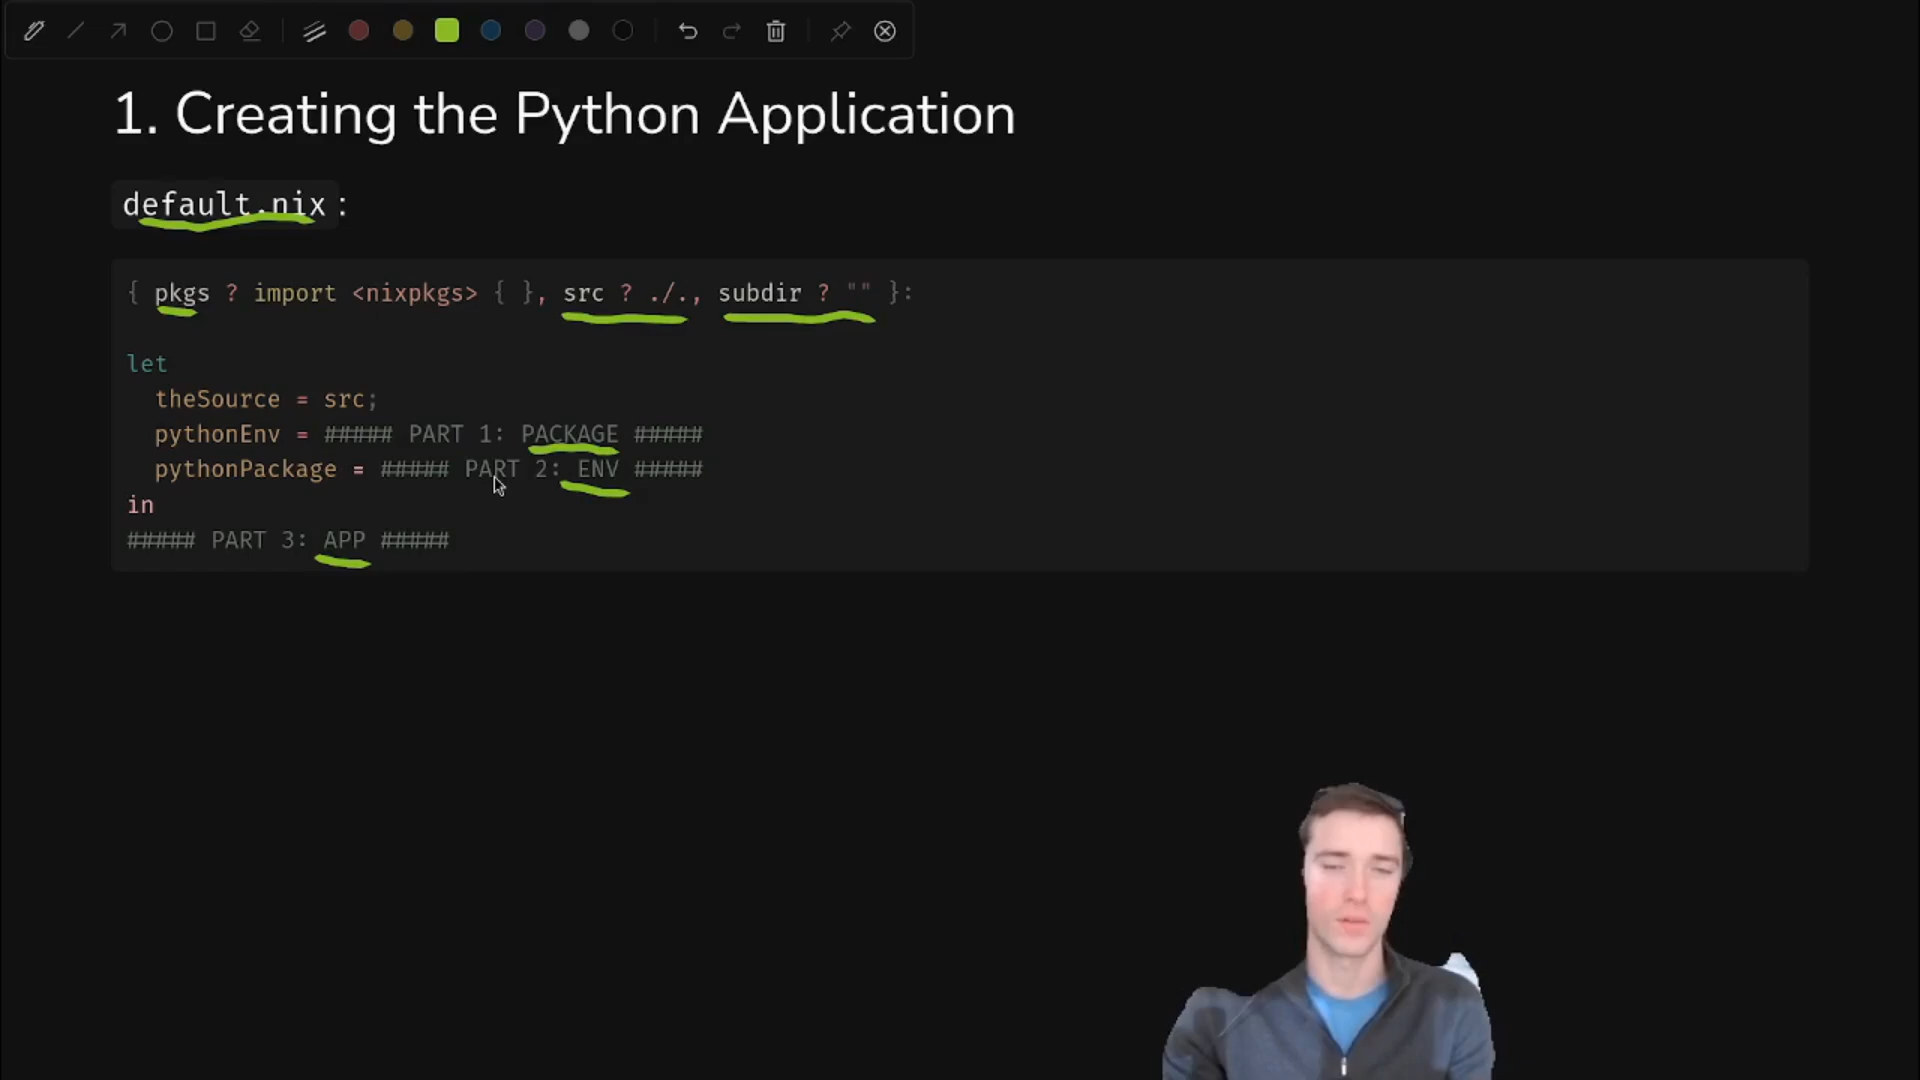 1. Creating the Python Application
default.nix:
{ pkgs ? import <nixpkgs> { }, src ? ./., subdir ? "" }:
let
  theSource = src;
  pythonEnv = ##### PART 1: PACKAGE #####
  pythonPackage = ##### PART 2: ENV #####
in
##### PART 3: APP #####